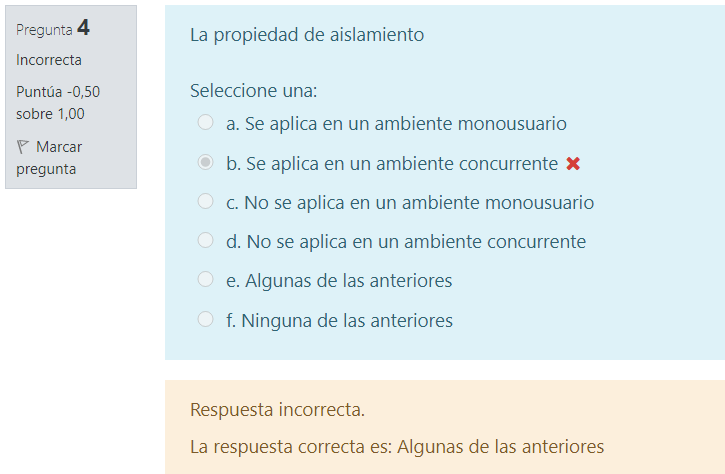 Pregunta 4
Incorrecta
Puntúa -0,50
sobre 1,00
Marcar
pregunta
La propiedad de aislamiento
Seleccione una:
a. Se aplica en un ambiente monousuario
b. Se aplica en un ambiente concurrente
c. No se aplica en un ambiente monousuario
d. No se aplica en un ambiente concurrente
e. Algunas de las anteriores
f. Ninguna de las anteriores
Respuesta incorrecta.
La respuesta correcta es: Algunas de las anteriores